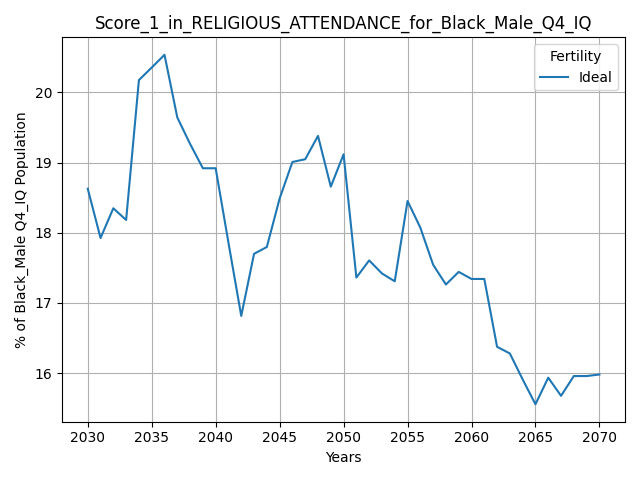 Score_1_in_RELIGIOUS_ATTENDANCE_for_Black_Male_Q4_IQ
Fertility
Ideal
% of Black_Male Q4_IQ Population
20
19
18
17
16
2030 2035 2040 2045 2050 2055 2060 2065 2070
Years